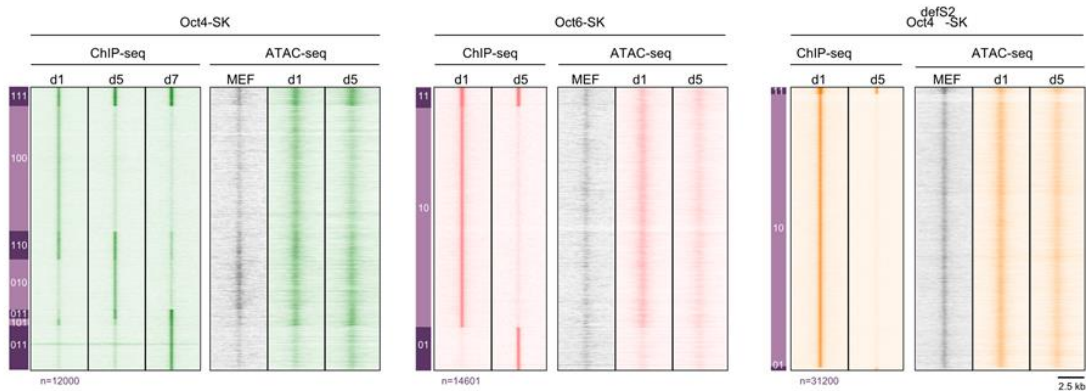 Oct4-SK
ChIP-seq ATAC-seq
d1 d5 d7 MEF d1 d5
111
100
110
010
011
101
011
n=12000
Oct6-SK
ChIP-seq ATAC-seq
d1 d5 MEF d1 d5
11
10
01
n=14601
defS2
Oct4 -SK
ChIP-seq ATAC-seq
d1 d5 MEF d1 d5
10
01
n=31200
2.5 kb